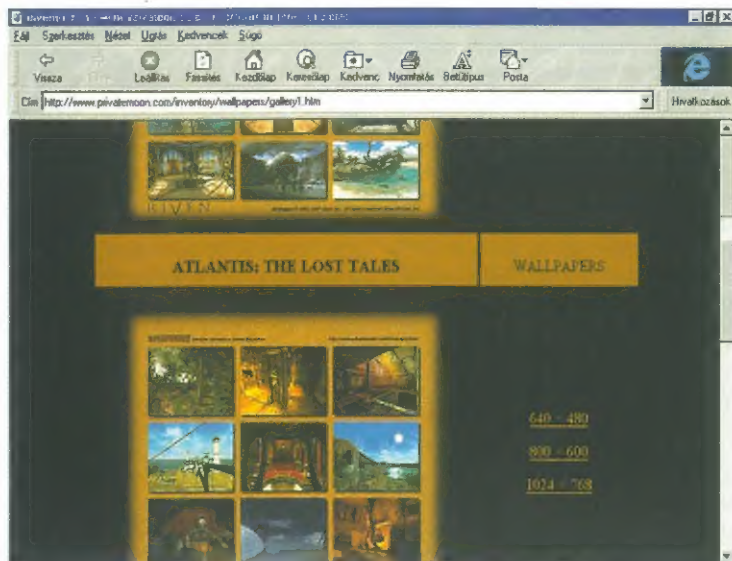 Fájl Szerkesztés Nézet Ugrás Kedvencek Súgó
Vissza Leállítás Frissítés Kezdőlap Keresőlap Kedvenc Nyomtatás Betűtípus Posta
Cím http://www.privatemoon.com/inventory/wallpapers/gallery1.htm Hivatkozások
RIVEN
ATLANTIS: THE LOST TALES WALLPAPERS
640 × 480
800 × 600
1024 × 768